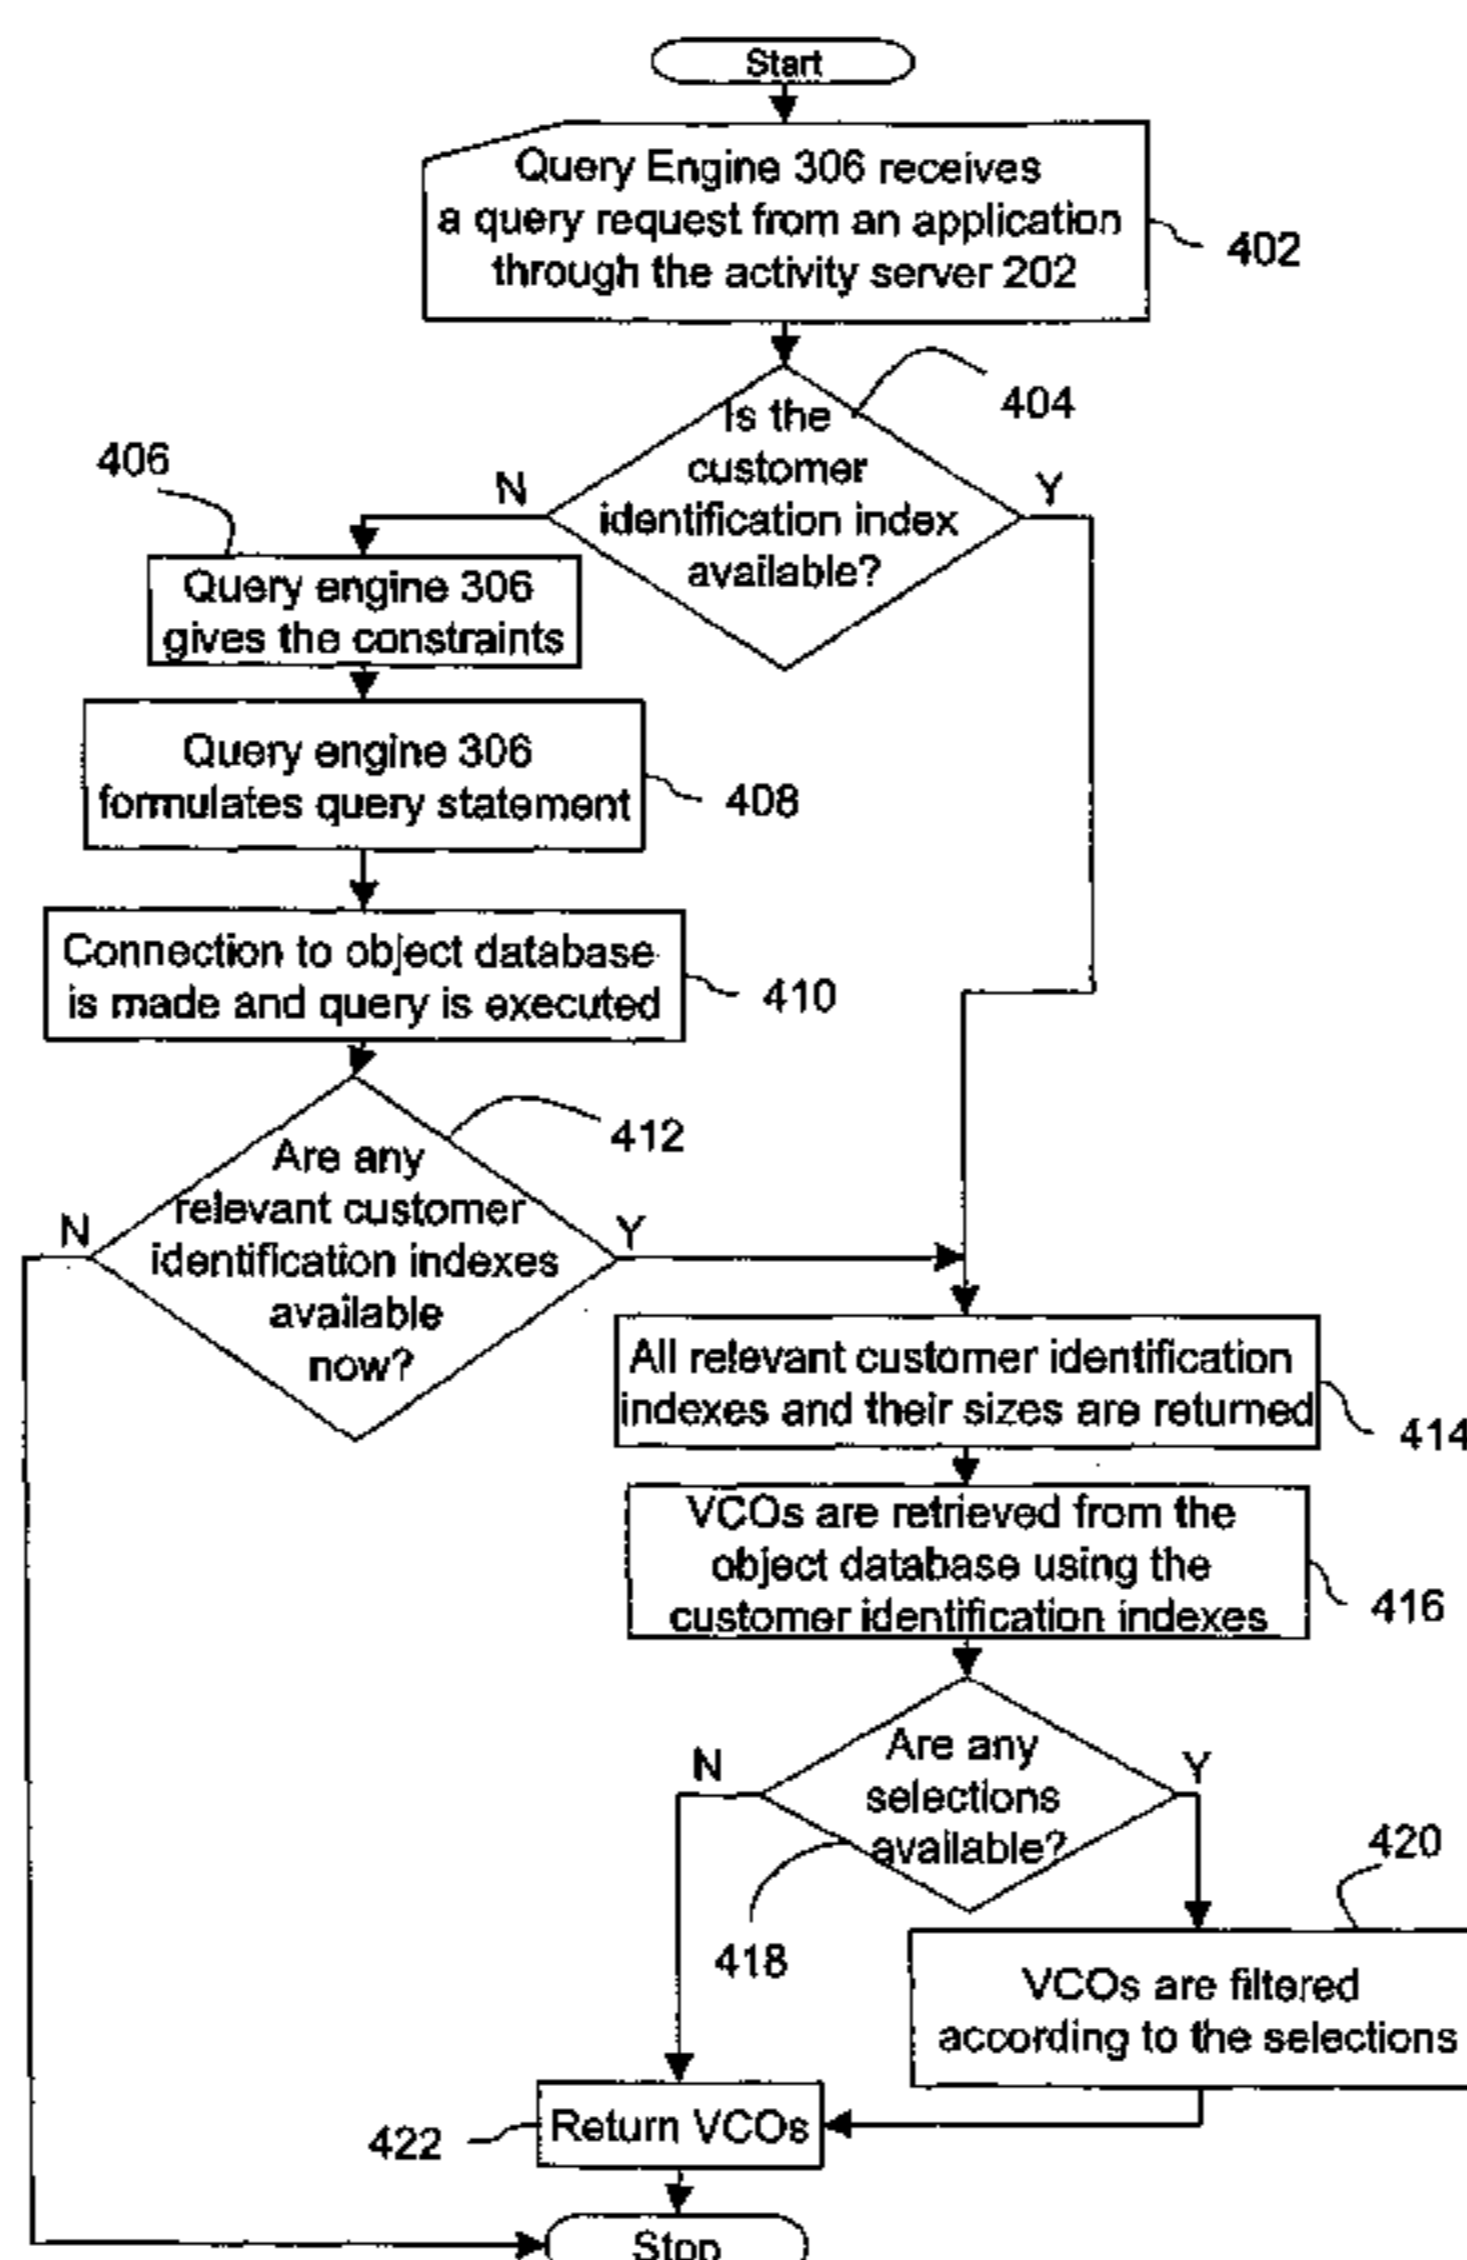 Start
Query Engine 306 receives
a query request from an application
through the activity server 202
402
Is the
customer
identification index
available?
404
N
Y
406
Query engine 306
gives the constraints
Query engine 306
formulates query statement
408
Connection to object database
is made and query is executed
410
Are any
relevant customer
identification indexes
available
now?
412
N
Y
All relevant customer identification
indexes and their sizes are returned
414
VCOs are retrieved from the
object database using the
customer identification indexes
416
Are any
selections
available?
N
Y
418
420
VCOs are filtered
according to the selections
Return VCOs
422
Stop